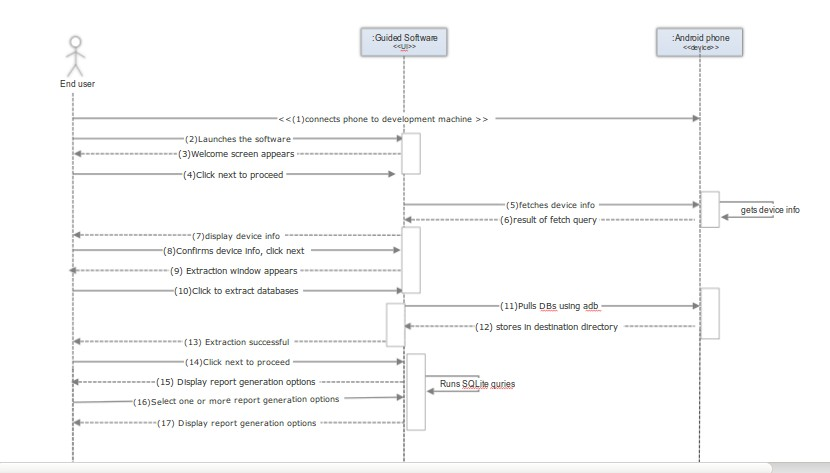 :Guided Software
<<UI>>
:Android phone
<<device>>
End user
<<(1)connects phone to development machine >>
(2)Launches the software
(3)Welcome screen appears
(4)Click next to proceed
(5)fetches device info
gets device info
(6)result of fetch query
(7)display device info
(8)Confirms device info, click next
(9) Extraction window appears
(10)Click to extract databases
(11)Pulls DBs using adb
(12) stores in destination directory
(13) Extraction successful
(14)Click next to proceed
(15) Display report generation options
Runs SQLite quries
(16)Select one or more report generation options
(17) Display report generation options